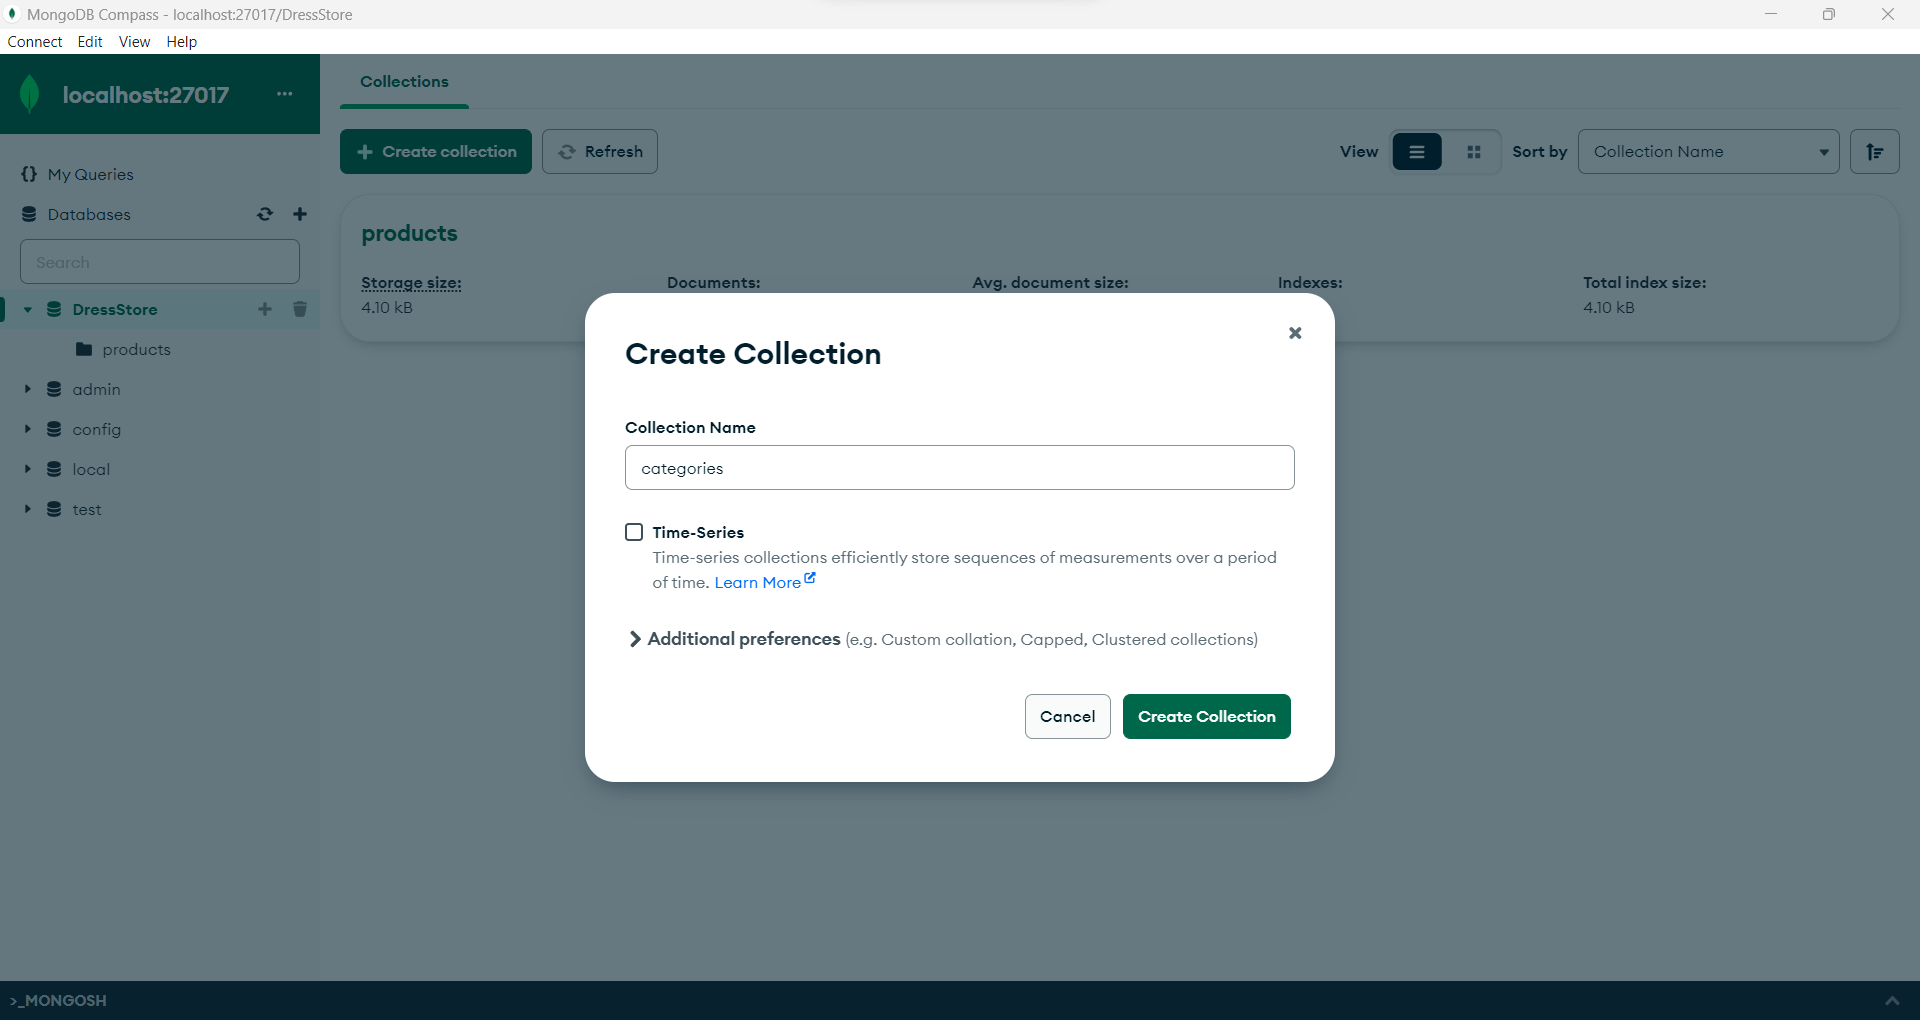 MongoDB Compass - localhost:27017/DressStore
Connect Edit View Help
localhost:27017 ...
Collections
My Queries
Databases
Search
DressStore
products
admin
config
local
test
Create collection
Refresh
View
Sort by
Collection Name
products
Storage size:
4.10 kB
Documents:
Avg. document size:
Indexes:
Total index size:
4.10 kB
Create Collection
Collection Name
categories
Time-Series
Time-series collections efficiently store sequences of measurements over a period
of time. Learn More
Additional preferences (e.g. Custom collation, Capped, Clustered collections)
Cancel
Create Collection
>_MONGOSH